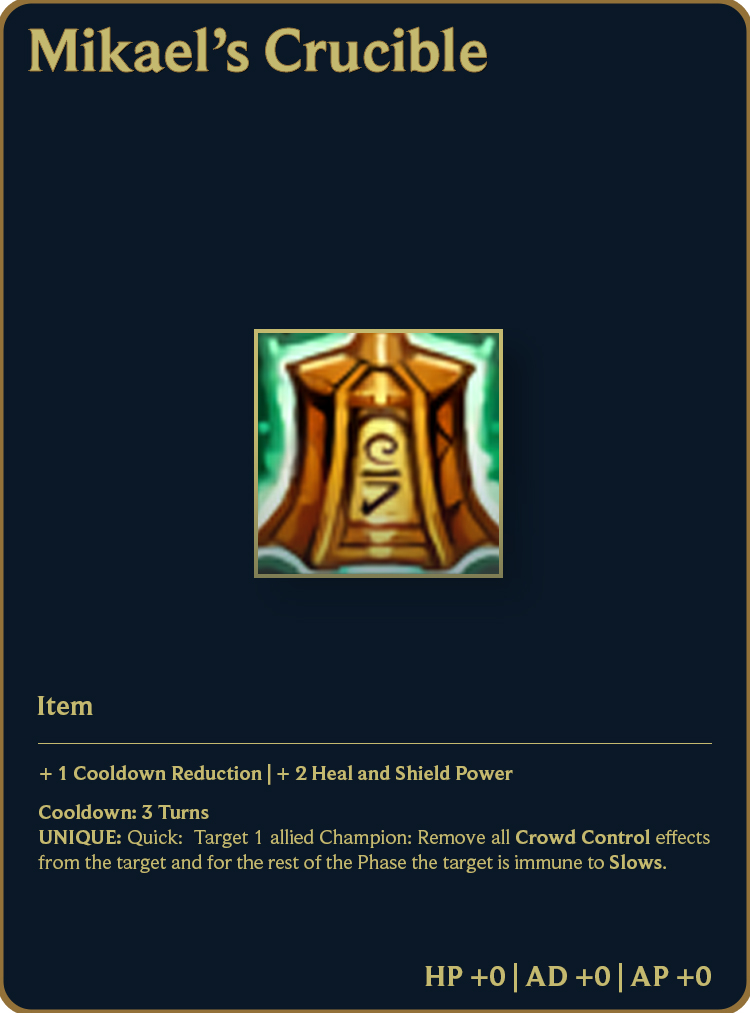 Mikael’s Crucible
Item
+ 1 Cooldown Reduction | + 2 Heal and Shield Power
Cooldown: 3 Turns
UNIQUE: Quick:  Target 1 allied Champion: Remove all Crowd Control effects
from the target and for the rest of the Phase the target is immune to Slows.
HP +0 | AD +0 | AP +0